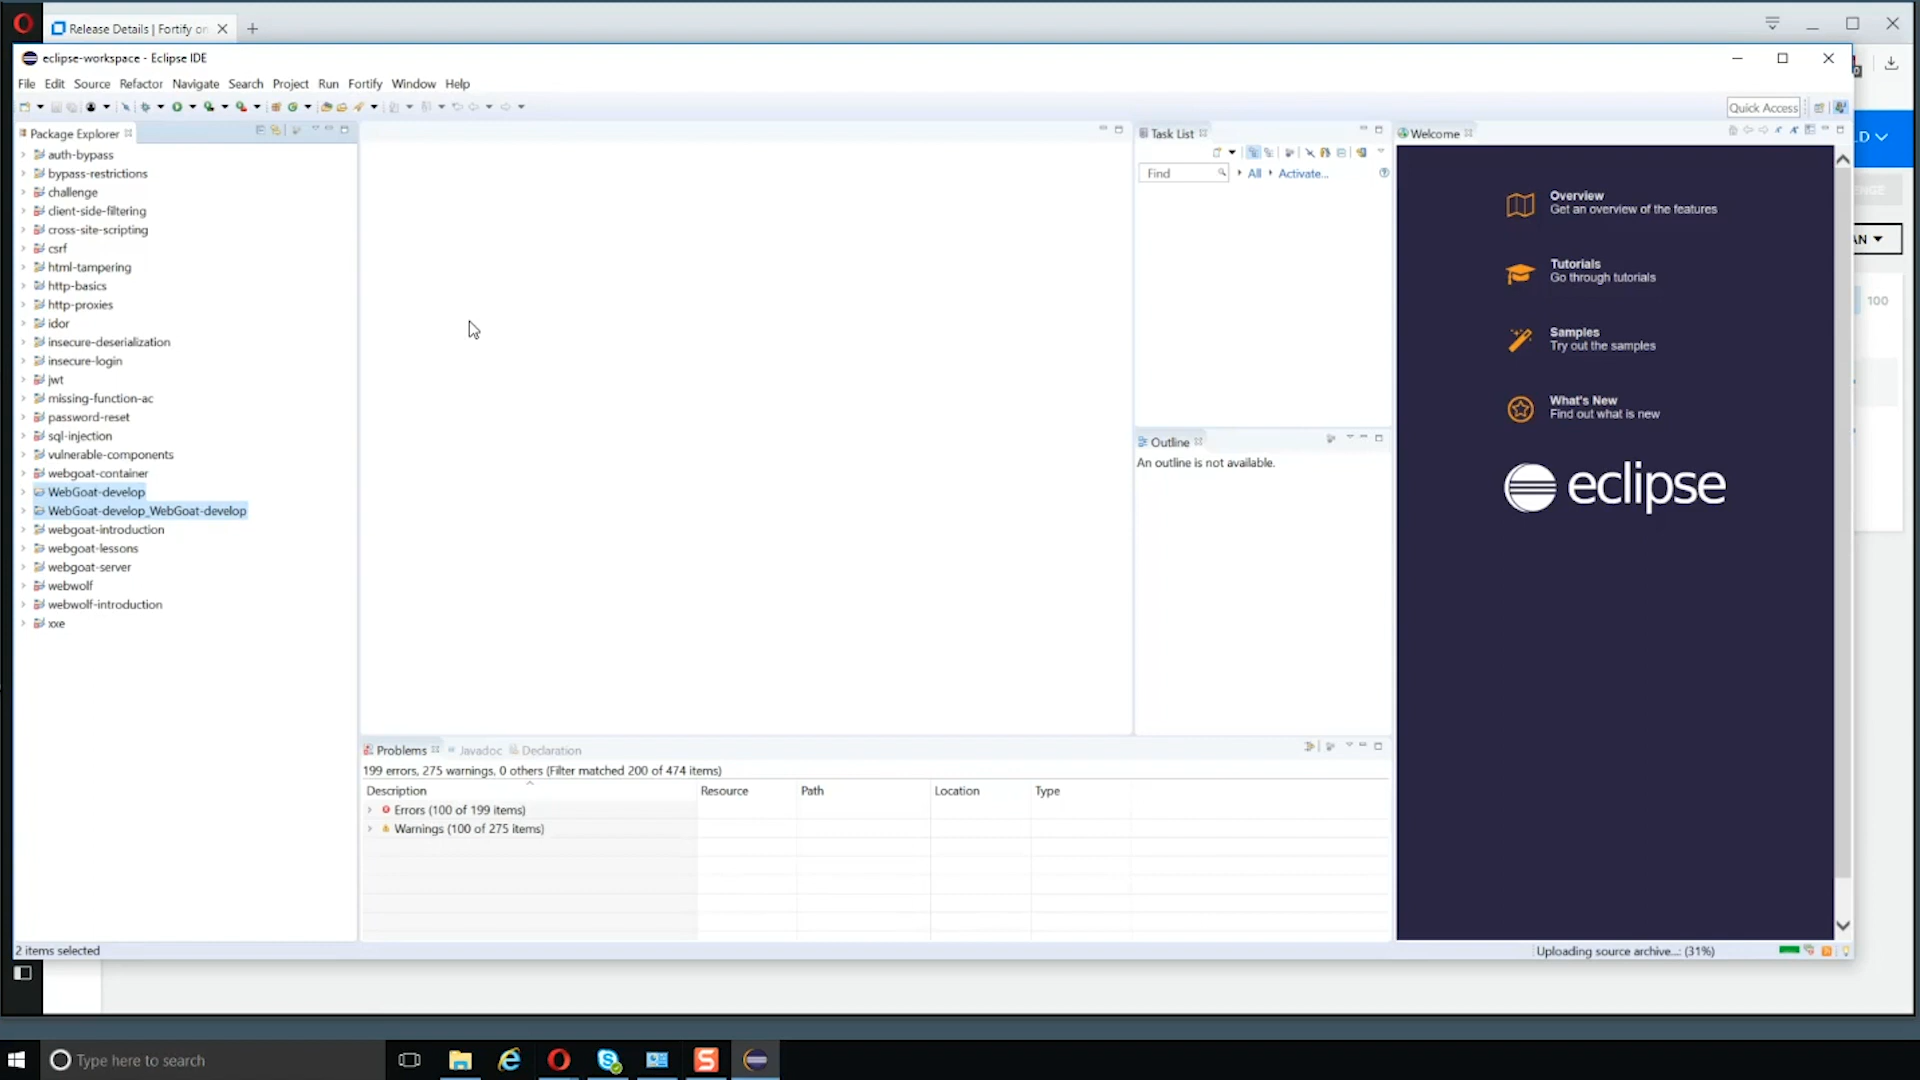 Release Details | Fortify on
eclipse-workspace - Eclipse IDE
File Edit Source Refactor Navigate Search Project Run Fortify Window Help
Quick Access
Package Explorer
auth-bypass
bypass-restrictions
challenge
client-side-filtering
cross-site-scripting
csrf
html-tampering
http-basics
http-proxies
idor
insecure-deserialization
insecure-login
jwt
missing-function-ac
password-reset
sql-injection
vulnerable-components
webgoat-container
WebGoat-develop
WebGoat-develop_WebGoat-develop
webgoat-introduction
webgoat-lessons
webgoat-server
webwolf
webwolf-introduction
xxe
Task List
Find All Activate...
Outline
An outline is not available.
Welcome
Overview
Get an overview of the features
Tutorials
Go through tutorials
Samples
Try out the samples
What's New
Find out what is new
eclipse
D
ENGE
AN
100
Problems Javadoc Declaration
199 errors, 275 warnings, 0 others (Filter matched 200 of 474 items)
Description Resource Path Location Type
Errors (100 of 199 items)
Warnings (100 of 275 items)
2 items selected
Uploading source archive...: (31%)
Type here to search